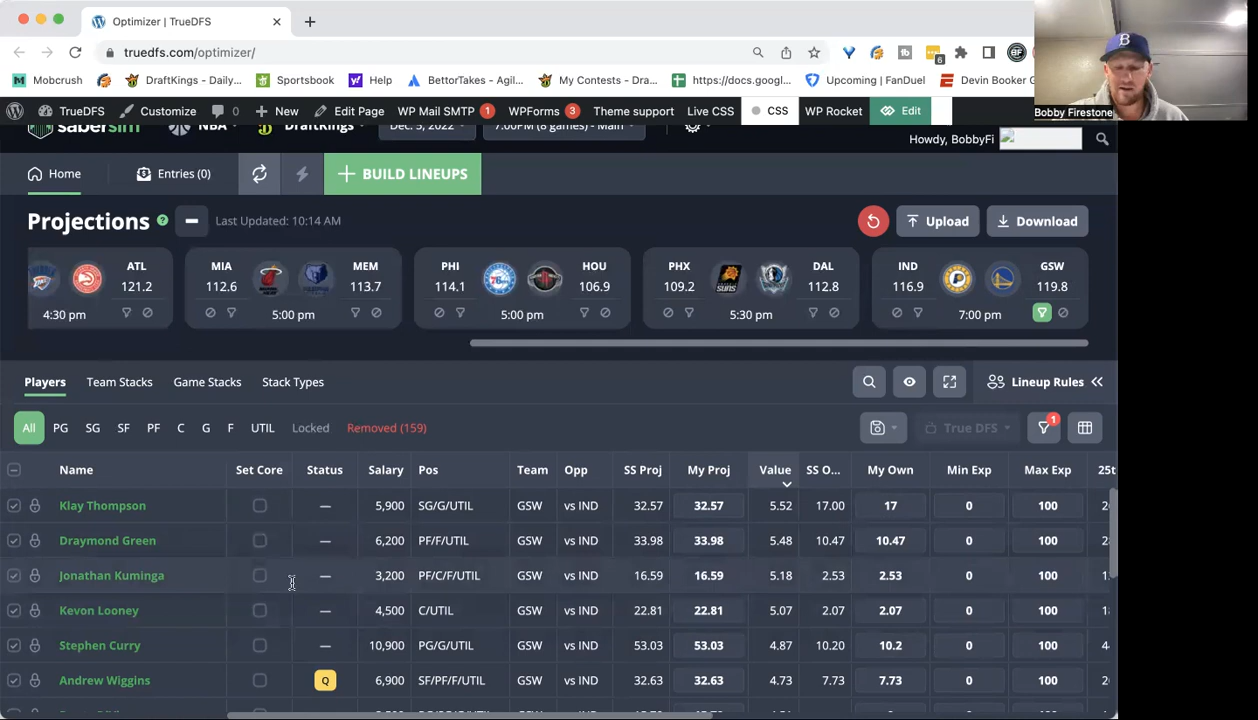 Optimizer | TrueDFS
truedfs.com/optimizer/
6
BF
Mobcrush
DraftKings - Daily...
Sportsbook
Help
BettorTakes - Agil...
My Contests - Dra...
https://docs.googl...
Upcoming | FanDuel
Devin Booker G
Bobby Firestone
TrueDFS Customize 0 New Edit Page WP Mail SMTP 1 WPForms 3 Theme support Live CSS CSS WP Rocket Edit
Howdy, BobbyFi
sabersim NBA DraftKings Dec. 5, 2022 7:00PM (8 games) - Main
Home Entries (0) BUILD LINEUPS
Projections ? Last Updated: 10:14 AM Upload Download
ATL MIA MEM PHI HOU PHX DAL IND GSW
121.2 112.6 113.7 114.1 106.9 109.2 112.8 116.9 119.8
4:30 pm 5:00 pm 5:00 pm 5:30 pm 7:00 pm
Players Team Stacks Game Stacks Stack Types Lineup Rules
All PG SG SF PF C G F UTIL Locked Removed (159) True DFS 1
Name Set Core Status Salary Pos Team Opp SS Proj My Proj Value SS O... My Own Min Exp Max Exp 25t
Klay Thompson — 5,900 SG/G/UTIL GSW vs IND 32.57 32.57 5.52 17.00 17 0 100
Draymond Green — 6,200 PF/F/UTIL GSW vs IND 33.98 33.98 5.48 10.47 10.47 0 100
Jonathan Kuminga — 3,200 PF/C/F/UTIL GSW vs IND 16.59 16.59 5.18 2.53 2.53 0 100
Kevon Looney — 4,500 C/UTIL GSW vs IND 22.81 22.81 5.07 2.07 2.07 0 100
Stephen Curry — 10,900 PG/G/UTIL GSW vs IND 53.03 53.03 4.87 10.20 10.2 0 100
Andrew Wiggins Q 6,900 SF/PF/F/UTIL GSW vs IND 32.63 32.63 4.73 7.73 7.73 0 100